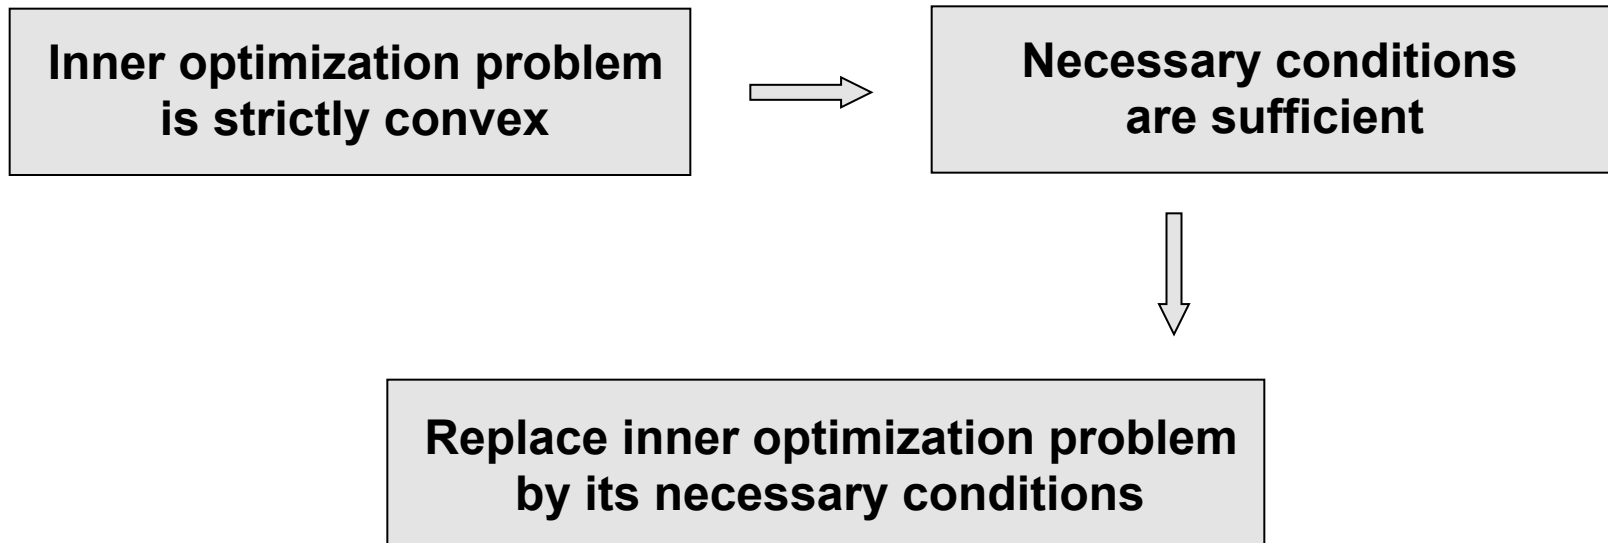 Inner optimization problem
is strictly convex
Necessary conditions
are sufficient
Replace inner optimization problem
by its necessary conditions